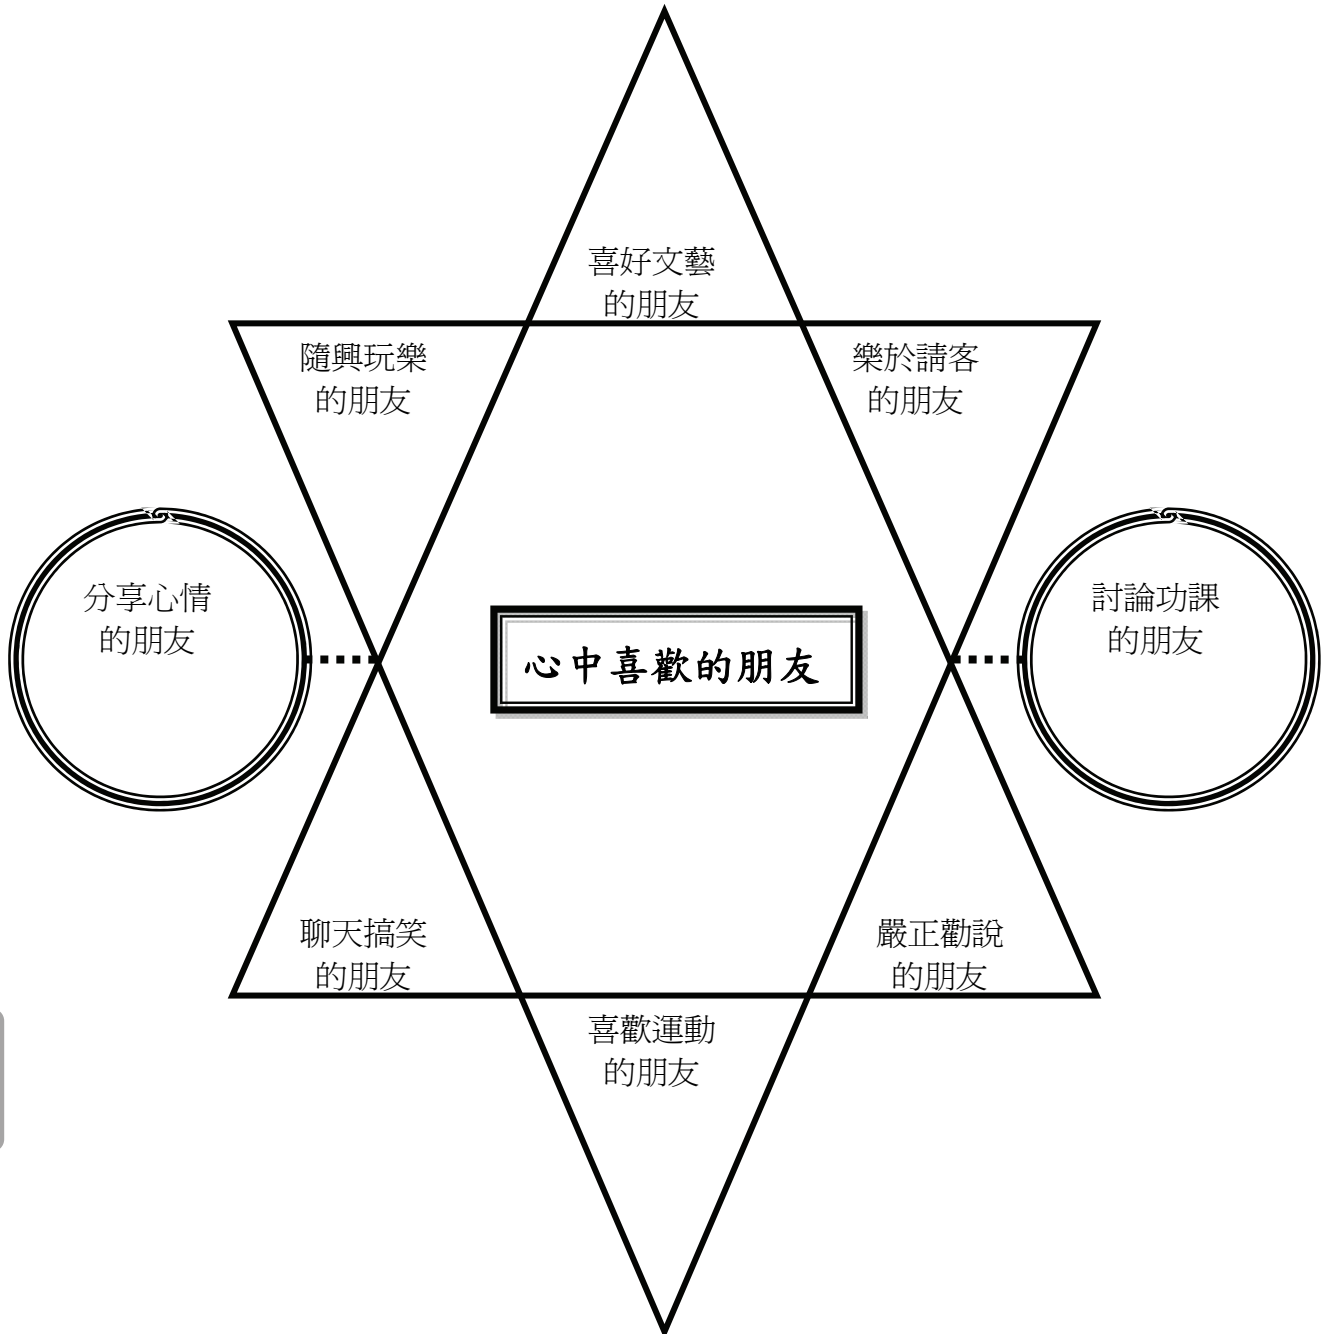 喜好文藝
的朋友
隨興玩樂
的朋友
樂於請客
的朋友
分享心情
的朋友
心中喜歡的朋友
討論功課
的朋友
聊天搞笑
的朋友
嚴正勸說
的朋友
喜歡運動
的朋友